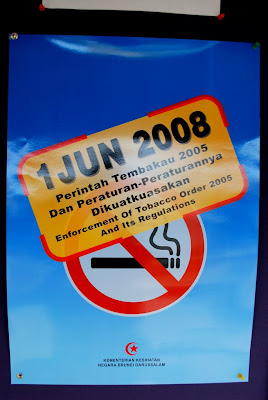 1 JUN 2008
Perintah Tembakau 2005
Dan Peraturan-Peraturannya
Dikuatkuasakan
Enforcement Of Tobacco Order 2005
And Its Regulations
KEMENTERIAN KESIHATAN
NEGARA BRUNEI DARUSSALAM